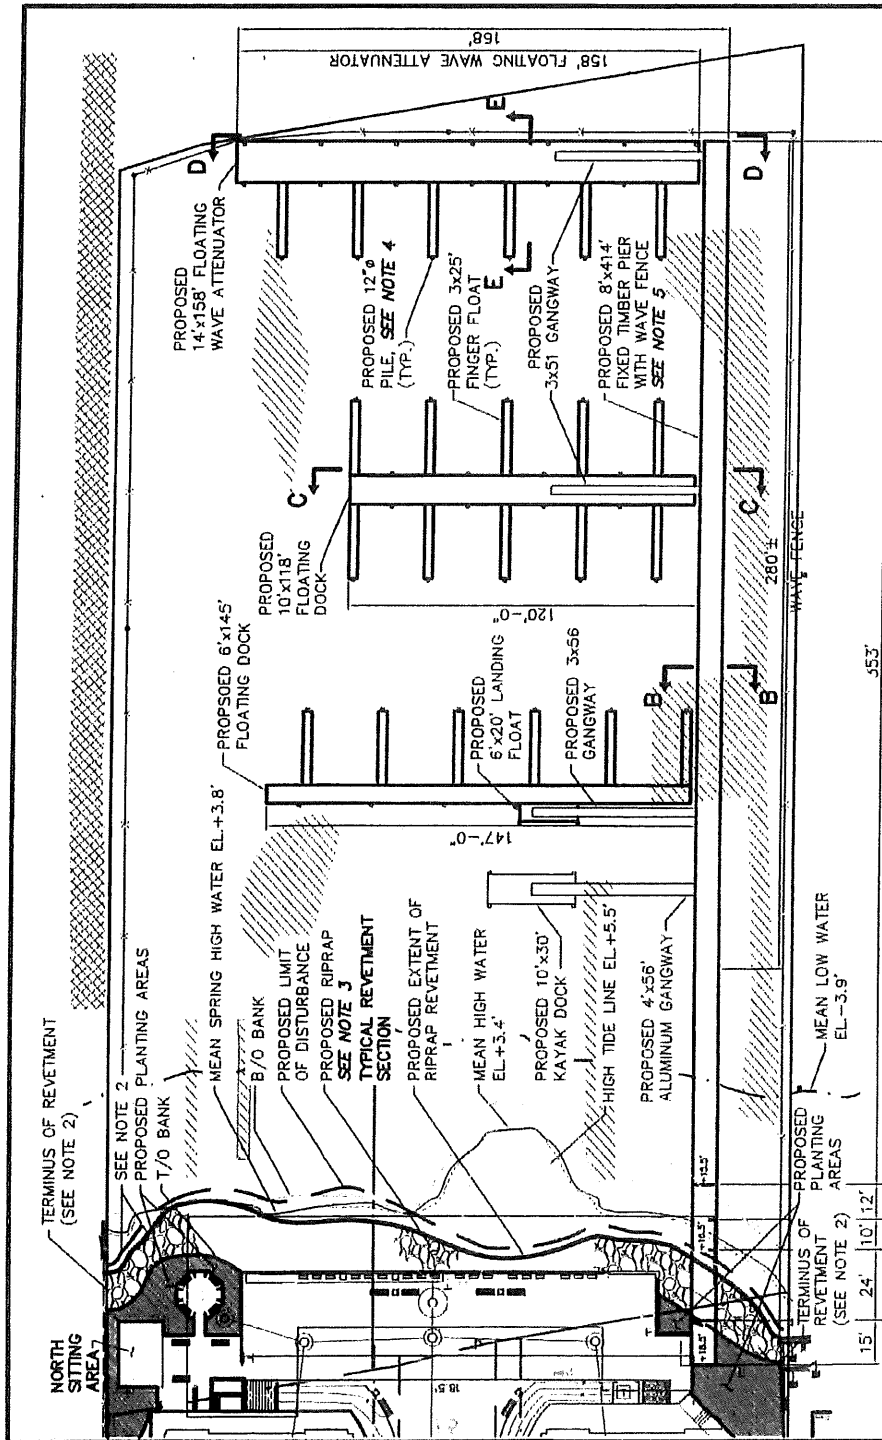 168'
158' FLOATING WAVE ATTENUATOR
E
D
D
PROPOSED
14'x158' FLOATING
WAVE ATTENUATOR
PROPOSED 12"ø
PILE, SEE NOTE 4
(TYP.)
E
PROPOSED 3x25'
FINGER FLOAT
(TYP.)
PROPOSED
3x51 GANGWAY
PROPOSED 8'x414'
FIXED TIMBER PIER
WITH WAVE FENCE
SEE NOTE 5
C
C
PROPOSED
10'x118'
FLOATING
DOCK
120'-0"
280'±
WAVE FENCE
353'
PROPSOED 6'x145'
FLOATING DOCK
PROPOSED
6'x20' LANDING
FLOAT
PROPOSED 3x56
GANGWAY
B
B
147'-0"
MEAN SPRING HIGH WATER EL.+3.8'
B/O BANK
PROPOSED LIMIT
OF DISTURBANCE
PROPOSED RIPRAP
SEE NOTE 3
TYPICAL REVETMENT
SECTION
PROPOSED EXTENT OF
RIPRAP REVETMENT
MEAN HIGH WATER
EL.+3.4'
PROPOSED 10'x30'
KAYAK DOCK
HIGH TIDE LINE EL.+5.5'
PROPOSED 4'x56'
ALUMINUM GANGWAY
MEAN LOW WATER
EL-3.9'
TERMINUS OF REVETMENT
(SEE NOTE 2)
SEE NOTE 2
PROPOSED PLANTING AREAS
T/O BANK
PROPOSED
PLANTING
AREAS
TERMINUS OF
REVETMENT
(SEE NOTE 2)
NORTH
SITTING
AREA
18.5'
+15.5'
+18.5'
15'
24'
10'
12'